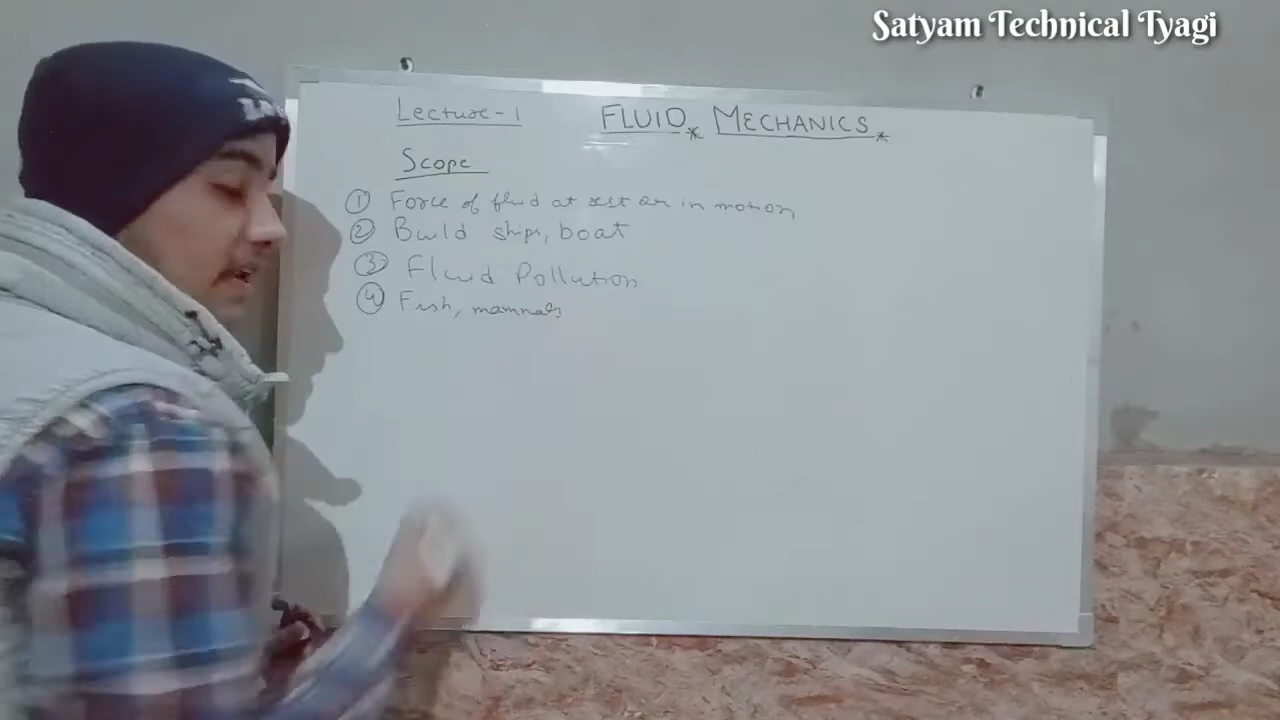 Satyam Technical Tyagi
Lecture-1 FLUID * MECHANICS *
Scope
① Force of fluid at rest or in motion
② Build ships, boat
③ Fluid Pollution
④ Fish, mammals